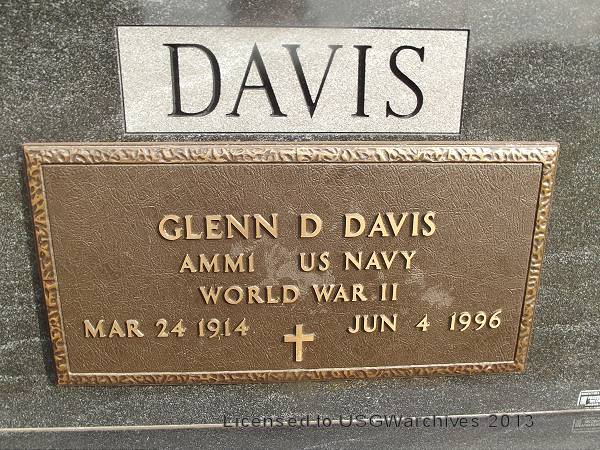 DAVIS
GLENN D DAVIS
AMM1 US NAVY
WORLD WAR II
MAR 24 1914 JUN 4 1996
Licensed to USGWarchives 2013